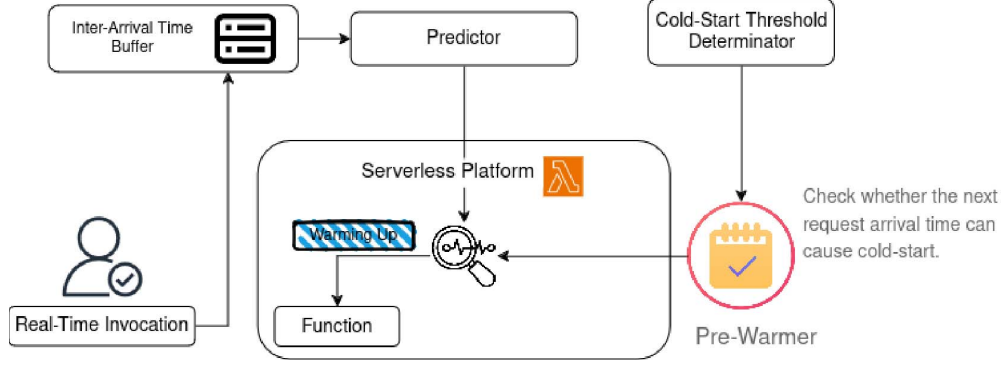 Inter-Arrival Time
Buffer
Predictor
Cold-Start Threshold
Determinator
Serverless Platform
Warming Up
Check whether the next
request arrival time can
cause cold-start.
Real-Time Invocation
Function
Pre-Warmer